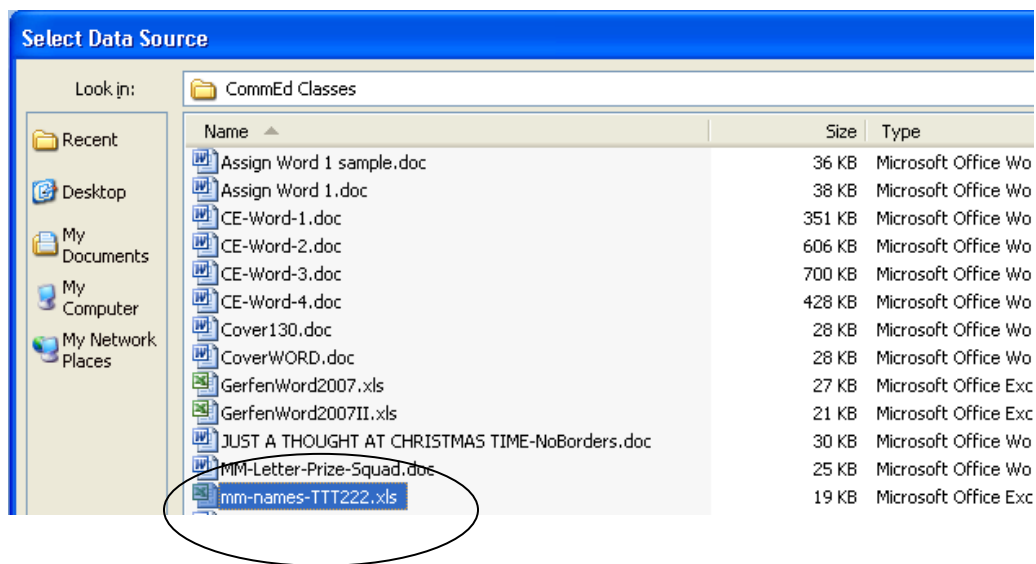 Select Data Source
Look in:
CommEd Classes
Recent
Desktop
My
Documents
My
Computer
My Network
Places
Name Size Type
Assign Word 1 sample.doc 36 KB Microsoft Office Wo
Assign Word 1.doc 38 KB Microsoft Office Wo
CE-Word-1.doc 351 KB Microsoft Office Wo
CE-Word-2.doc 606 KB Microsoft Office Wo
CE-Word-3.doc 700 KB Microsoft Office Wo
CE-Word-4.doc 428 KB Microsoft Office Wo
Cover130.doc 28 KB Microsoft Office Wo
CoverWORD.doc 28 KB Microsoft Office Wo
GerfenWord2007.xls 27 KB Microsoft Office Exc
GerfenWord2007II.xls 21 KB Microsoft Office Exc
JUST A THOUGHT AT CHRISTMAS TIME-NoBorders.doc 30 KB Microsoft Office Wo
MM-Letter-Prize-Squad.doc 25 KB Microsoft Office Wo
mm-names-TTT222.xls 19 KB Microsoft Office Exc